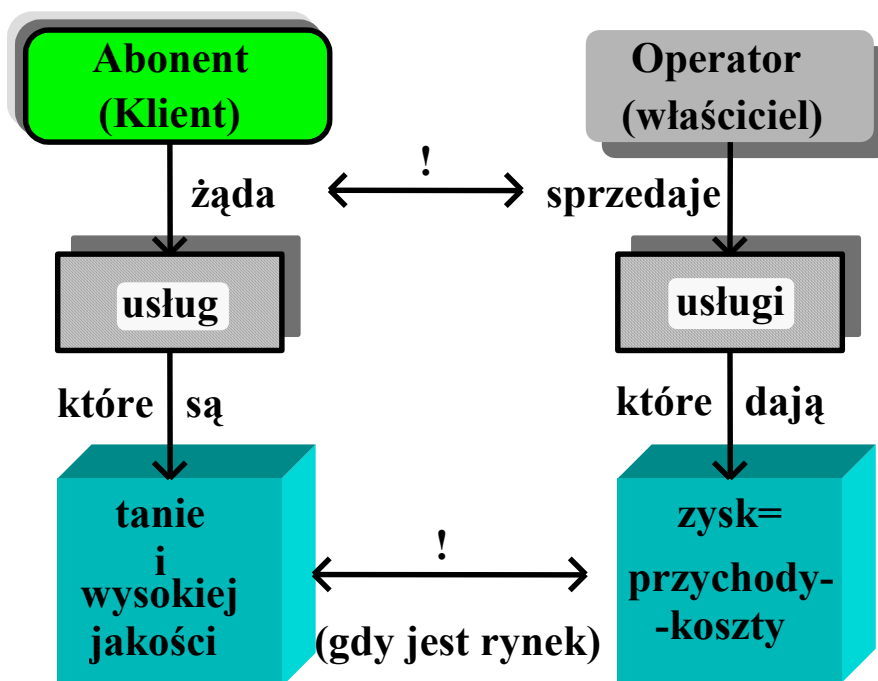 Abonent
(Klient)
Operator
(właściciel)
!
żąda
sprzedaje
usług
usługi
które są
które dają
tanie
i
wysokiej
jakości
!
(gdy jest rynek)
zysk=
przychody-
-koszty